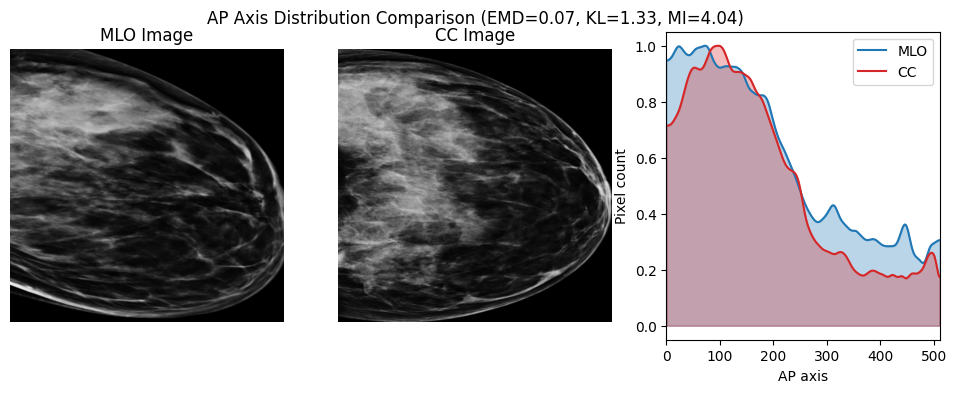 AP Axis Distribution Comparison (EMD=0.07, KL=1.33, MI=4.04)
MLO Image
CC Image
MLO
CC
Pixel count
1.0
0.8
0.6
0.4
0.2
0.0
0 100 200 300 400 500
AP axis